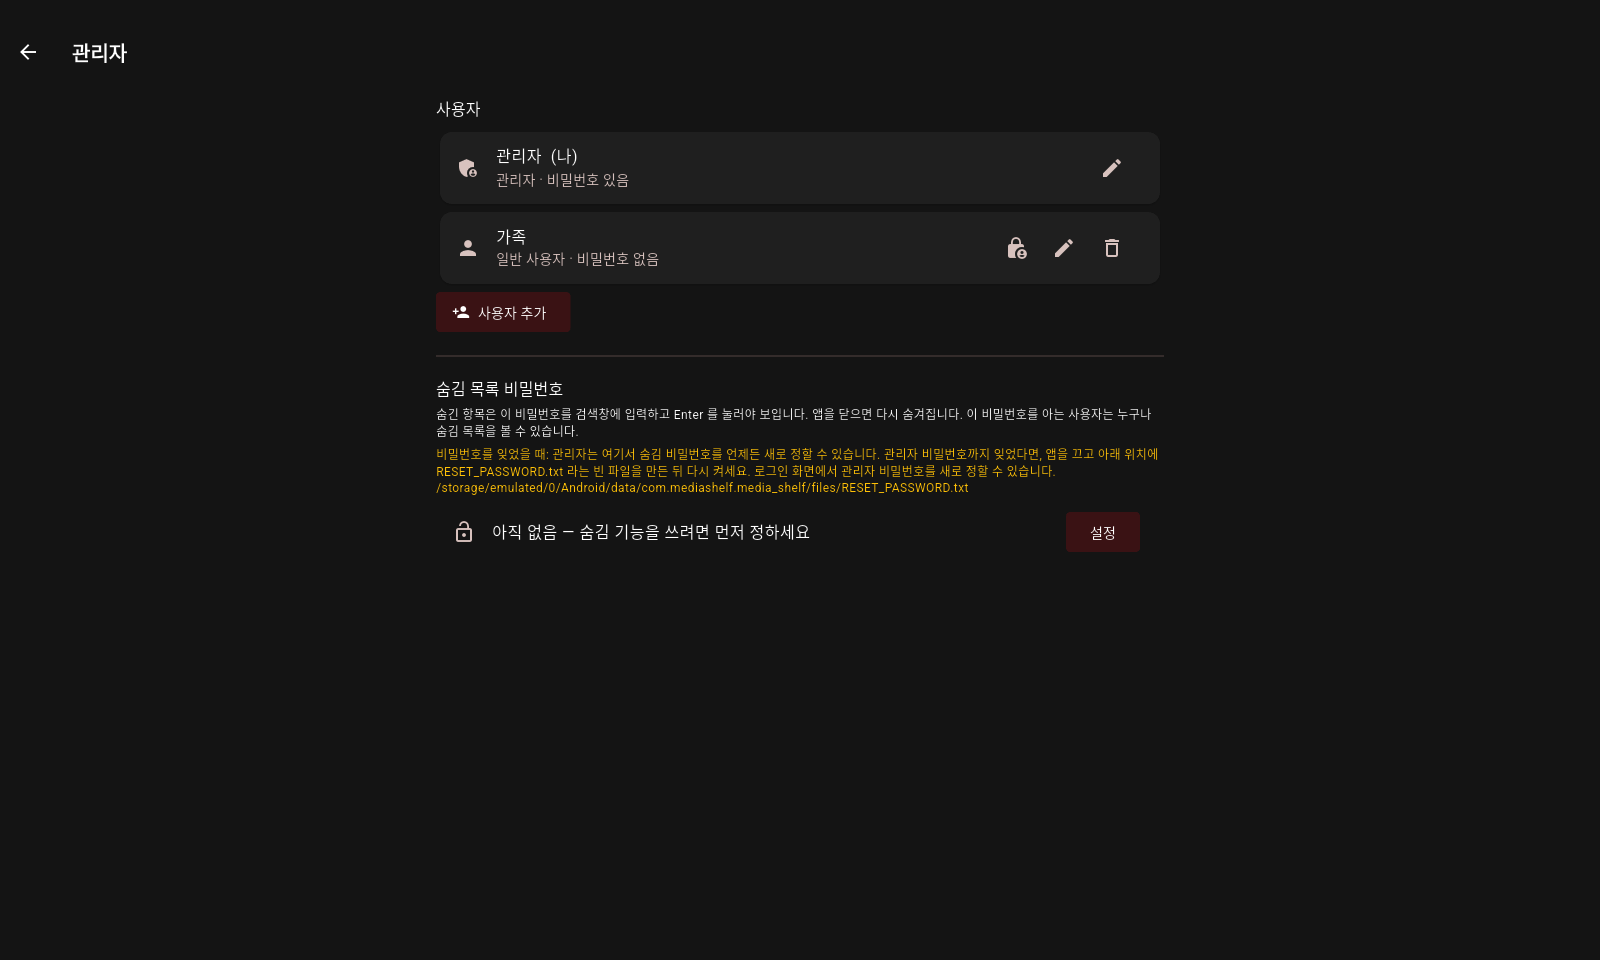 관리자
사용자
관리자 (나)
관리자 · 비밀번호 있음
가족
일반 사용자 · 비밀번호 없음
사용자 추가
숨김 목록 비밀번호
숨긴 항목은 이 비밀번호를 검색창에 입력하고 Enter 를 눌러야 보입니다. 앱을 닫으면 다시 숨겨집니다. 이 비밀번호를 아는 사용자는 누구나
숨김 목록을 볼 수 있습니다.
비밀번호를 잊었을 때: 관리자는 여기서 숨김 비밀번호를 언제든 새로 정할 수 있습니다. 관리자 비밀번호까지 잊었다면, 앱을 끄고 아래 위치에
RESET_PASSWORD.txt 라는 빈 파일을 만든 뒤 다시 켜세요. 로그인 화면에서 관리자 비밀번호를 새로 정할 수 있습니다.
/storage/emulated/0/Android/data/com.mediashelf.media_shelf/files/RESET_PASSWORD.txt
아직 없음 — 숨김 기능을 쓰려면 먼저 정하세요
설정